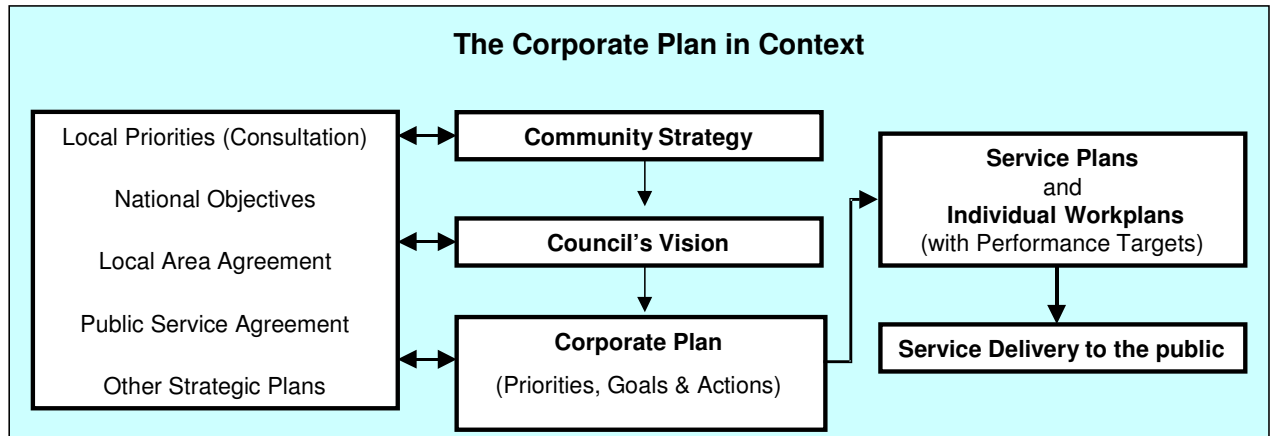 The Corporate Plan in Context
Local Priorities (Consultation)
National Objectives
Local Area Agreement
Public Service Agreement
Other Strategic Plans
Community Strategy
Council's Vision
Corporate Plan
(Priorities, Goals & Actions)
Service Plans
and
Individual Workplans
(with Performance Targets)
Service Delivery to the public